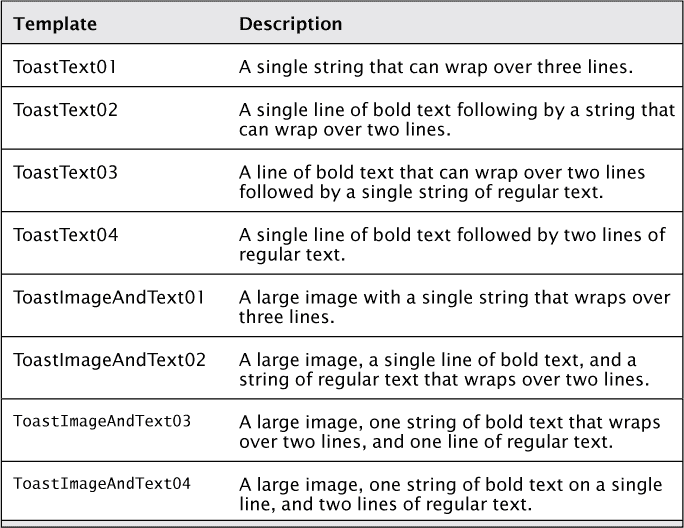 Template Description
ToastText01 A single string that can wrap over three lines.
ToastText02 A single line of bold text following by a string that
can wrap over two lines.
ToastText03 A line of bold text that can wrap over two lines
followed by a single string of regular text.
ToastText04 A single line of bold text followed by two lines of
regular text.
ToastImageAndText01 A large image with a single string that wraps over
three lines.
ToastImageAndText02 A large image, a single line of bold text, and a
string of regular text that wraps over two lines.
ToastImageAndText03 A large image, one string of bold text that wraps
over two lines, and one line of regular text.
ToastImageAndText04 A large image, one string of bold text on a single
line, and two lines of regular text.